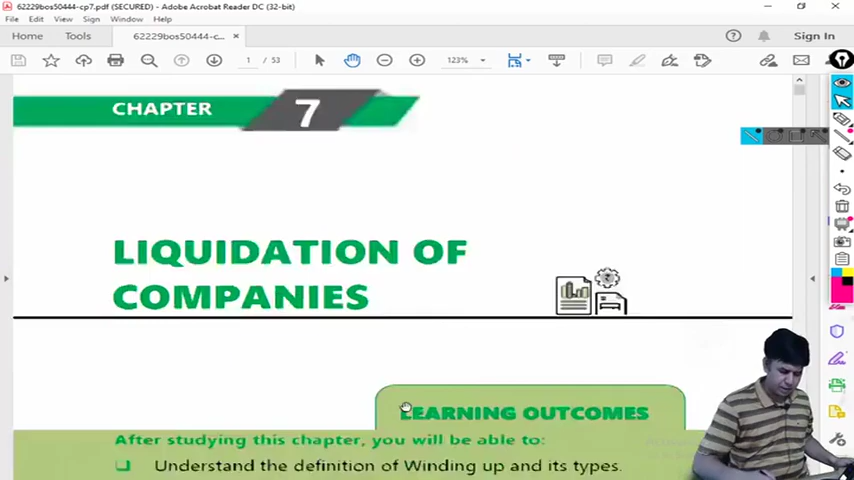 62229bos50444-cp7.pdf (SECURED) - Adobe Acrobat Reader DC (32-bit)
File Edit View Sign Window Help
Home Tools 62229bos50444-c... × Sign In
1 / 53 123%
CHAPTER 7
LIQUIDATION OF
COMPANIES
LEARNING OUTCOMES
After studying this chapter, you will be able to:
Understand the definition of Winding up and its types.